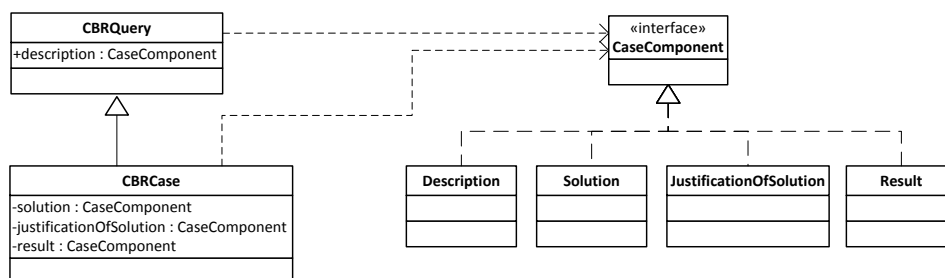 CBRQuery
+description : CaseComponent
«interface»
CaseComponent
CBRCase
-solution : CaseComponent
-justificationOfSolution : CaseComponent
-result : CaseComponent
Description
Solution
JustificationOfSolution
Result